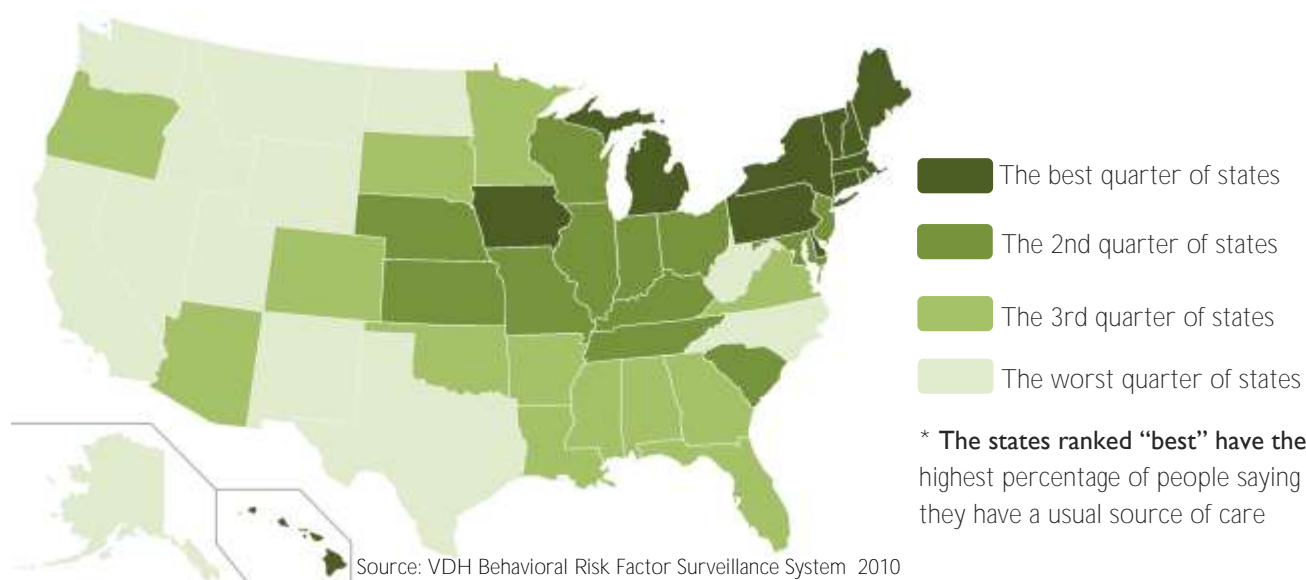 The best quarter of states
The 2nd quarter of states
The 3rd quarter of states
The worst quarter of states
* The states ranked “best” have the
highest percentage of people saying
they have a usual source of care
Source: VDH Behavioral Risk Factor Surveillance System 2010